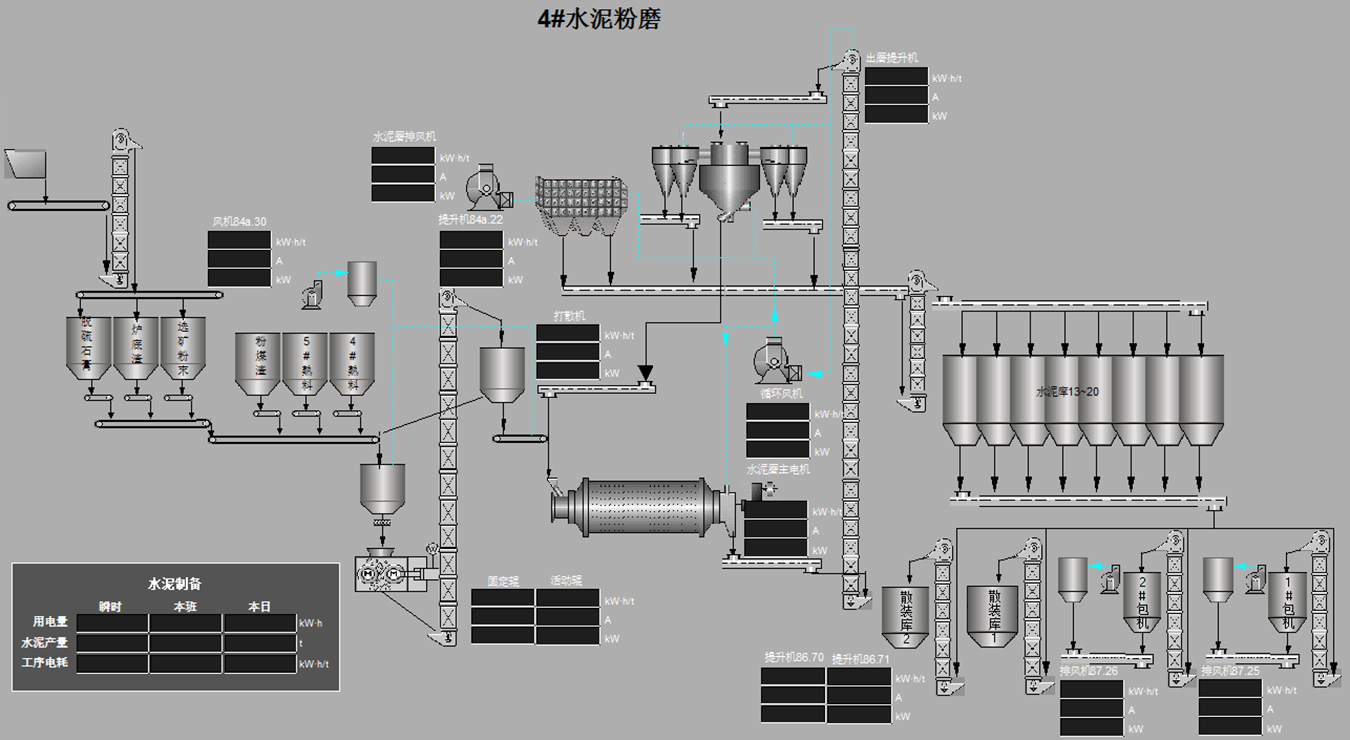 4#水泥粉磨
出磨提升机
kW·h/t
A
kW
水泥磨排风机
kW·h/t
A
kW
风机84a.30
kW·h/t
A
kW
提升机84a.22
kW·h/t
A
kW
打散机
kW·h/t
A
kW
脱硫石膏
炉底渣
选矿粉末
粉煤渣
5#熟料
4#熟料
循环风机
kW·h/t
A
kW
水泥库13~20
水泥磨主电机
kW·h/t
A
kW
固定辊 活动辊
kW·h/t
A
kW
水泥制备
瞬时 本班 本日
用电量 kW·h
水泥产量 t
工序电耗 kW·h/t
散装库2
散装库1
2#包机
1#包机
提升机86.70 提升机86.71
kW·h/t
A
kW
排风机87.26
kW·h/t
A
kW
排风机87.25
kW·h/t
A
kW